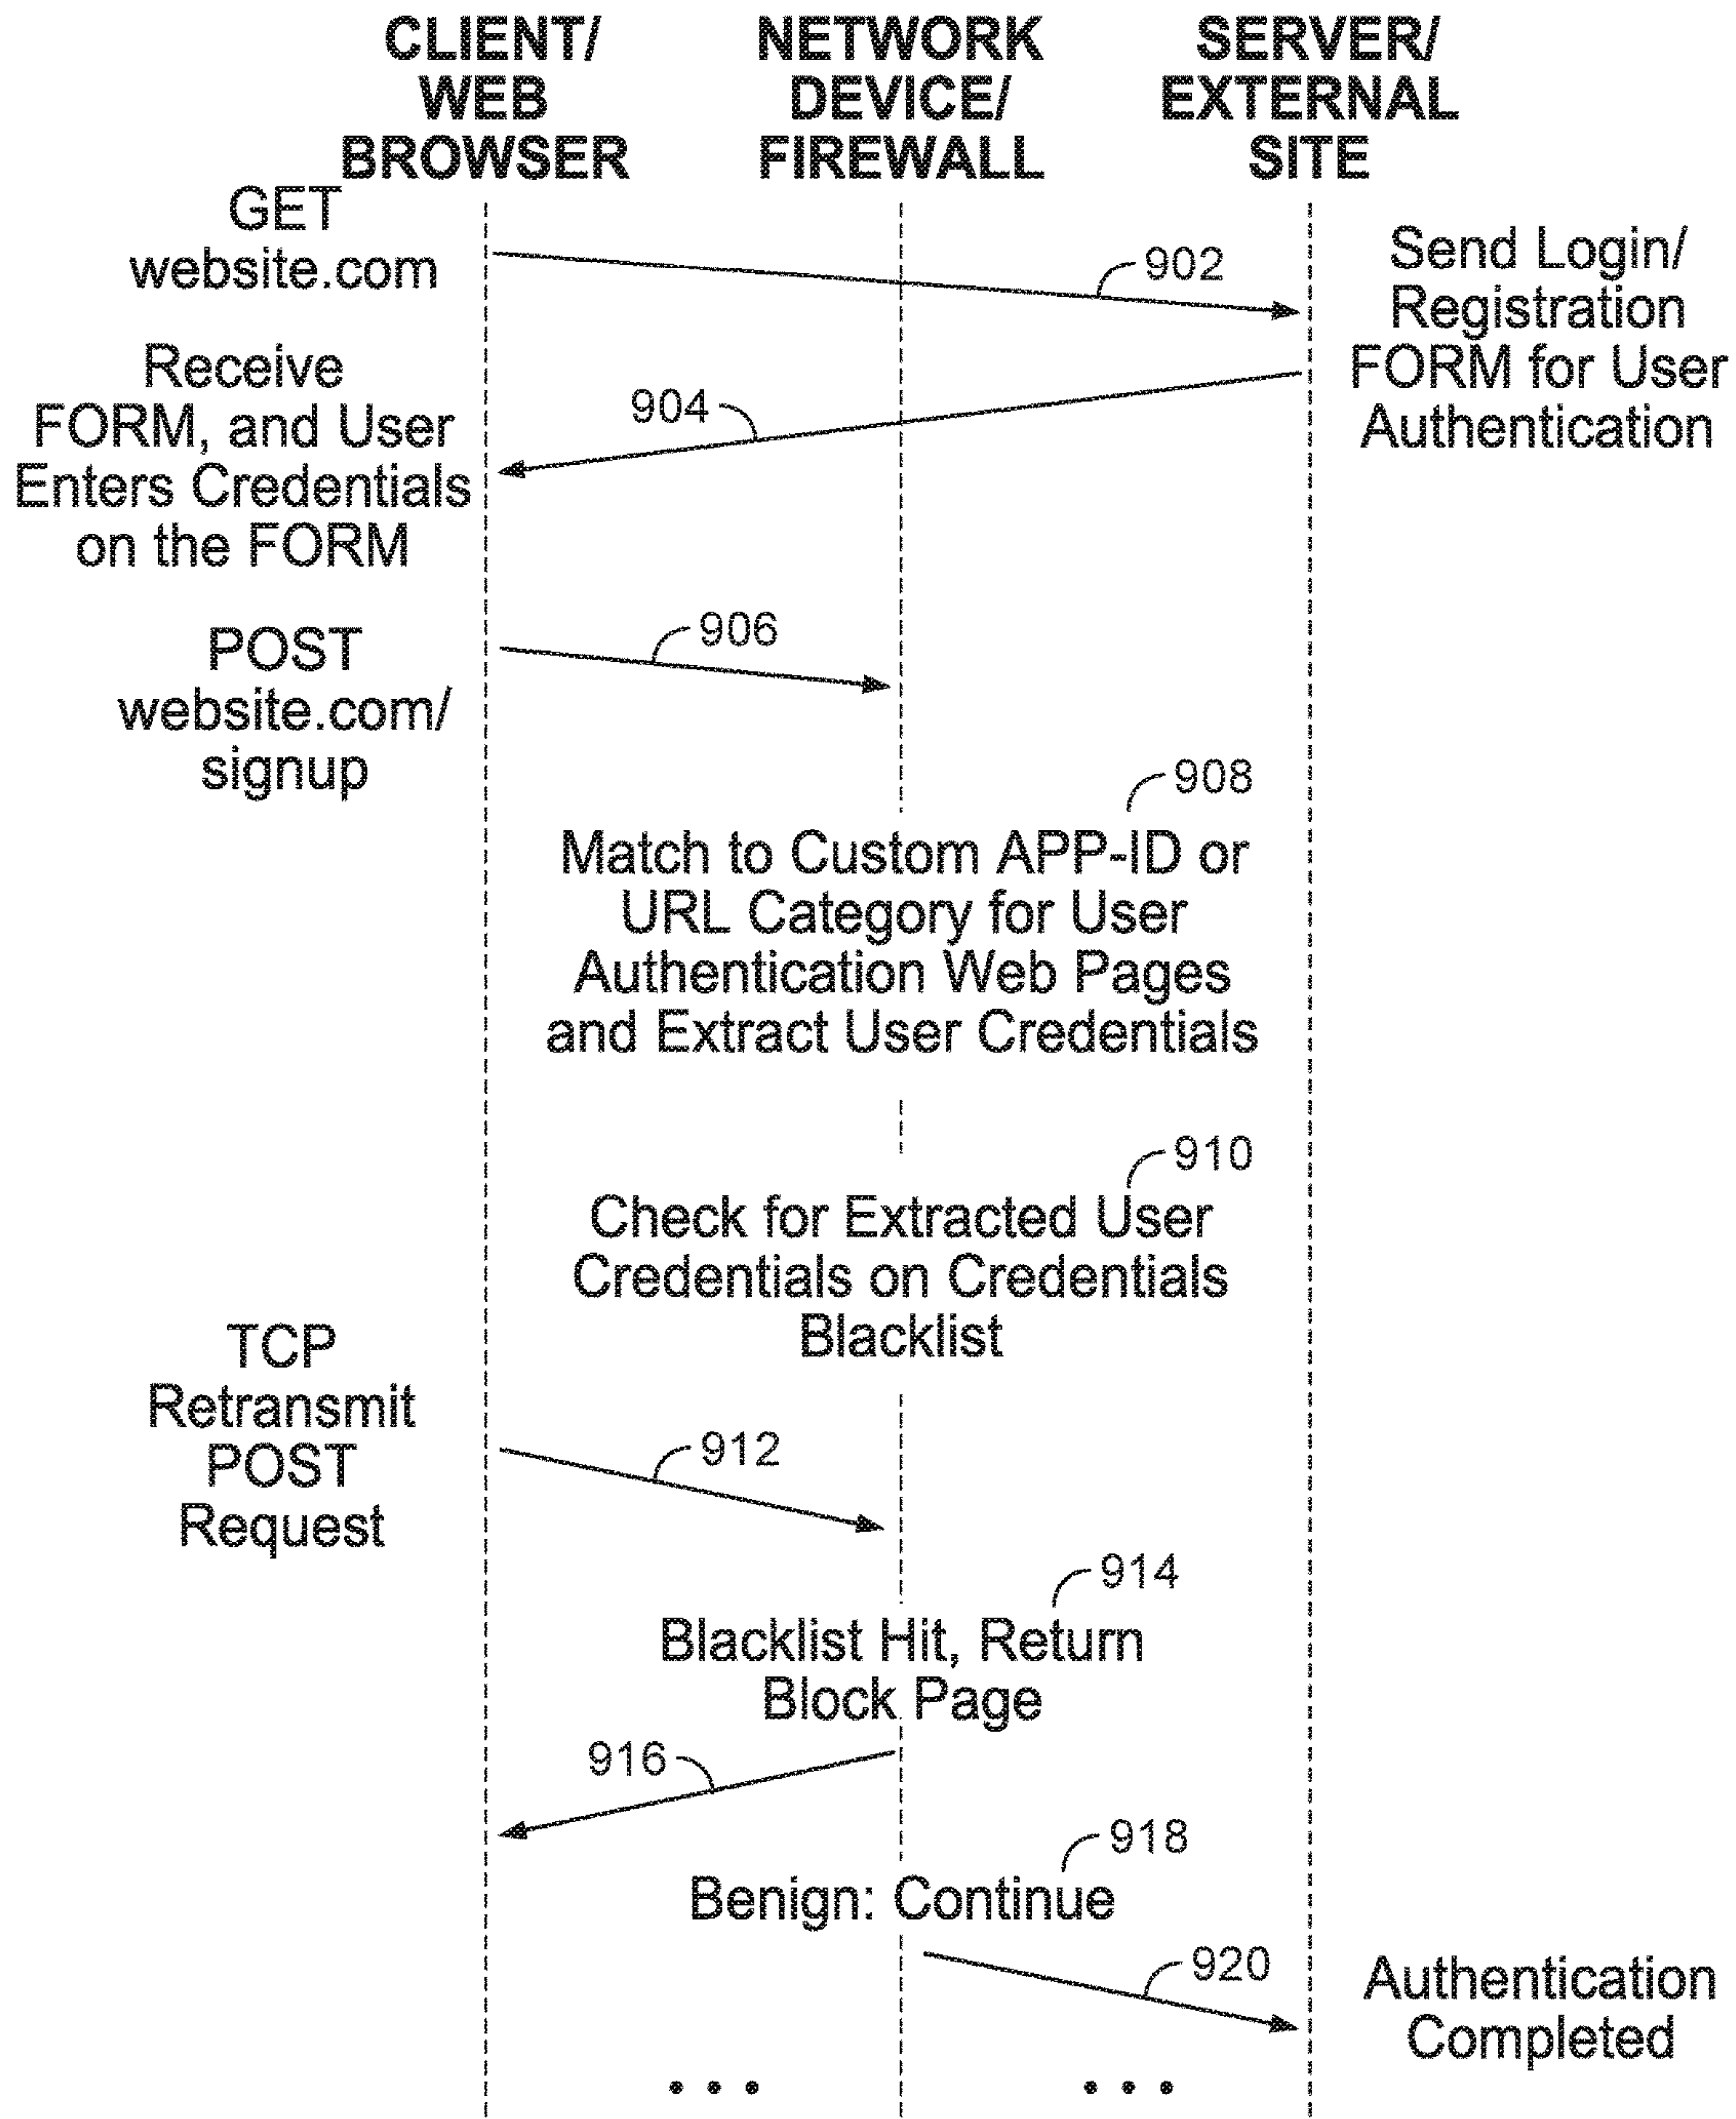 CLIENT/
WEB
BROWSER
NETWORK
DEVICE/
FIREWALL
SERVER/
EXTERNAL
SITE
GET
website.com
902
Send Login/
Registration
FORM for User
Authentication
Receive
FORM, and User
Enters Credentials
on the FORM
904
POST
website.com/
signup
906
908
Match to Custom APP-ID or
URL Category for User
Authentication Web Pages
and Extract User Credentials
910
Check for Extracted User
Credentials on Credentials
Blacklist
TCP
Retransmit
POST
Request
912
914
Blacklist Hit, Return
Block Page
916
918
Benign: Continue
920
Authentication
Completed
• • •
• • •